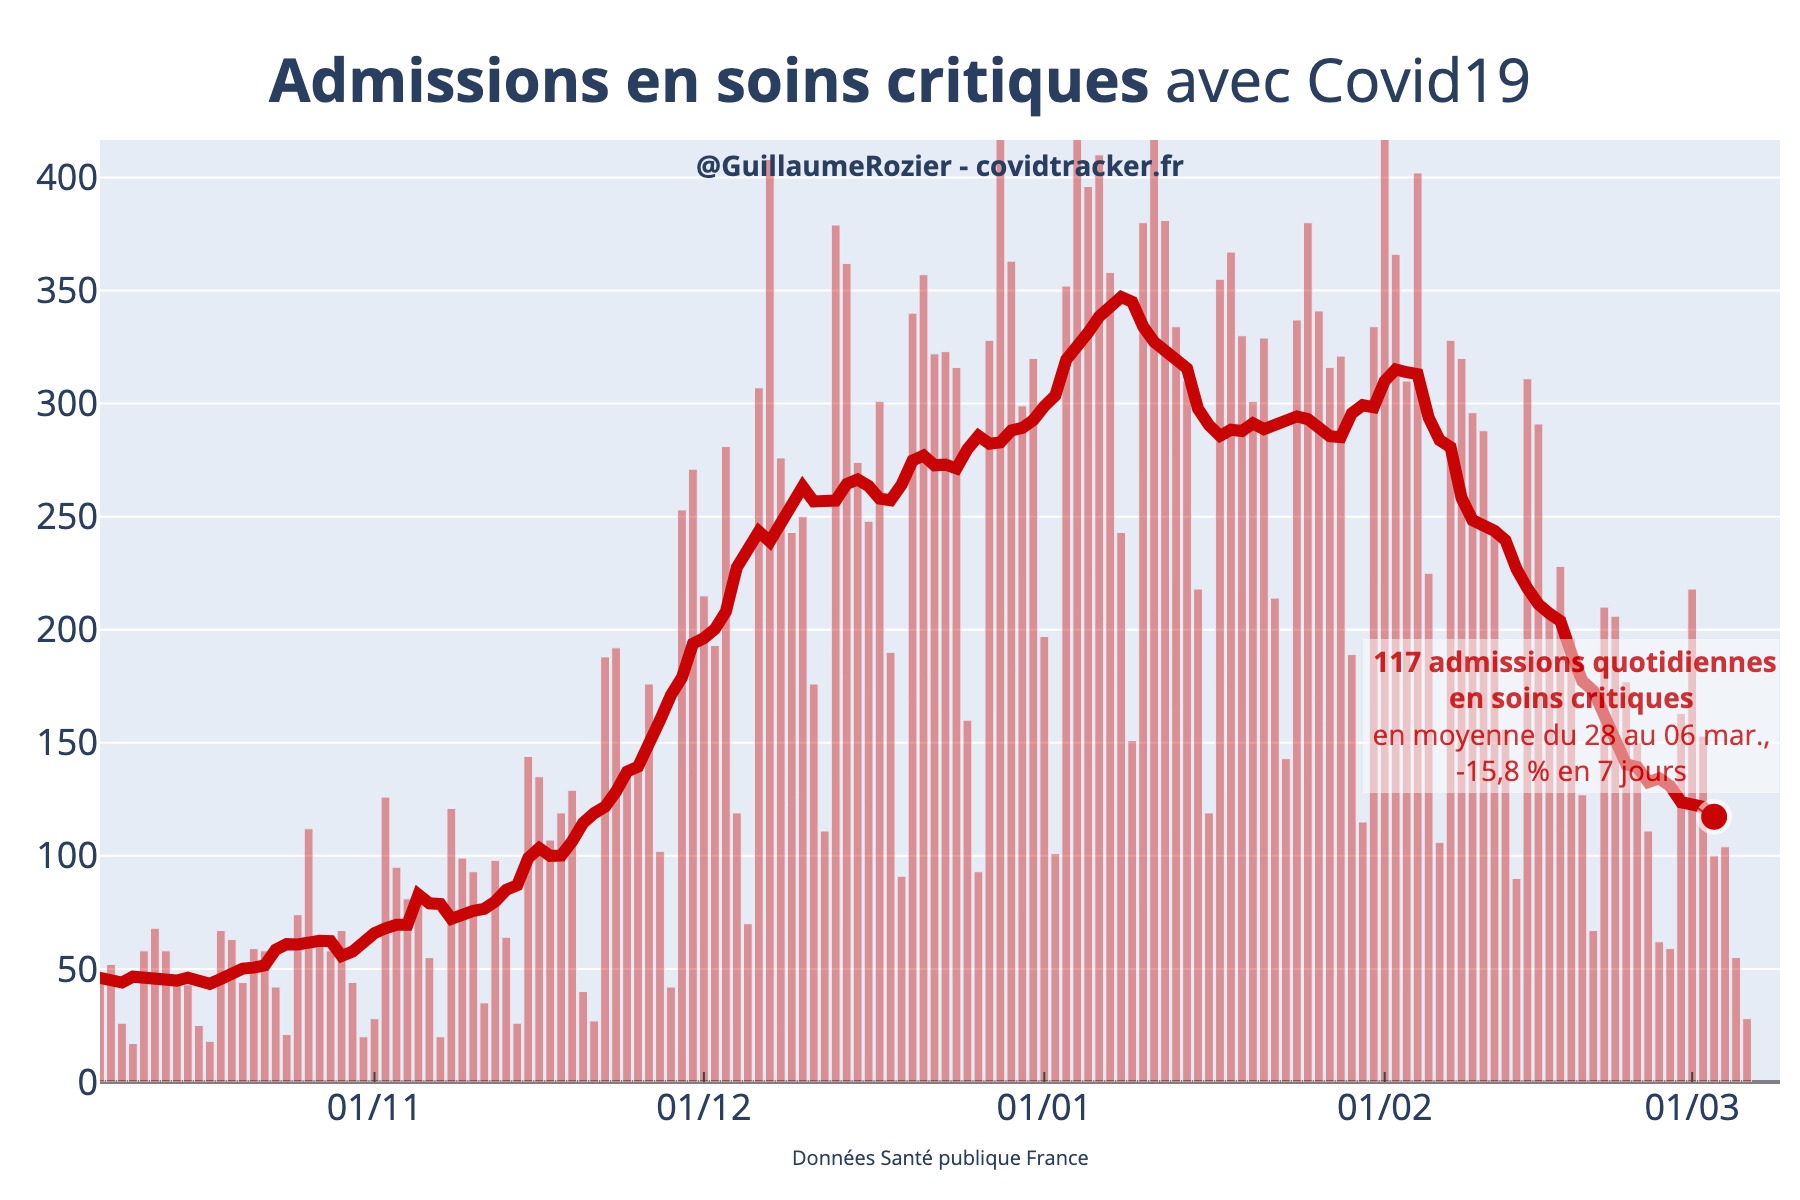 Admissions en soins critiques avec Covid19
@GuillaumeRozier - covidtracker.fr
400
350
300
250
200
150
100
50
0
117 admissions quotidiennes
en soins critiques
en moyenne du 28 au 06 mar.,
-15,8 % en 7 jours
01/11
01/12
01/01
01/02
01/03
Données Santé publique France